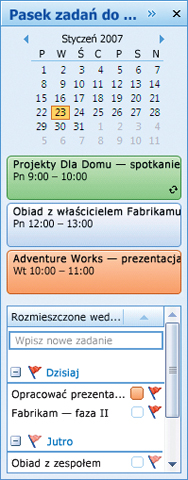 Pasek zadań do ...
Styczeń 2007
P W Ś C P S N
1 2 3 4 5 6 7
8 9 10 11 12 13 14
15 16 17 18 19 20 21
22 23 24 25 26 27 28
29 30 31 1 2 3 4
5 6 7 8 9 10 11
Projekty Dla Domu — spotkanie
Pn 9:00 – 10:00
Obiad z właścicielem Fabrikamu
Pn 12:00 – 13:00
Adventure Works — prezentacja
Wt 10:00 – 11:00
Rozmieszczone wed...
Wpisz nowe zadanie
Dzisiaj
Opracować prezenta...
Fabrikam — faza II
Jutro
Obiad z zespołem